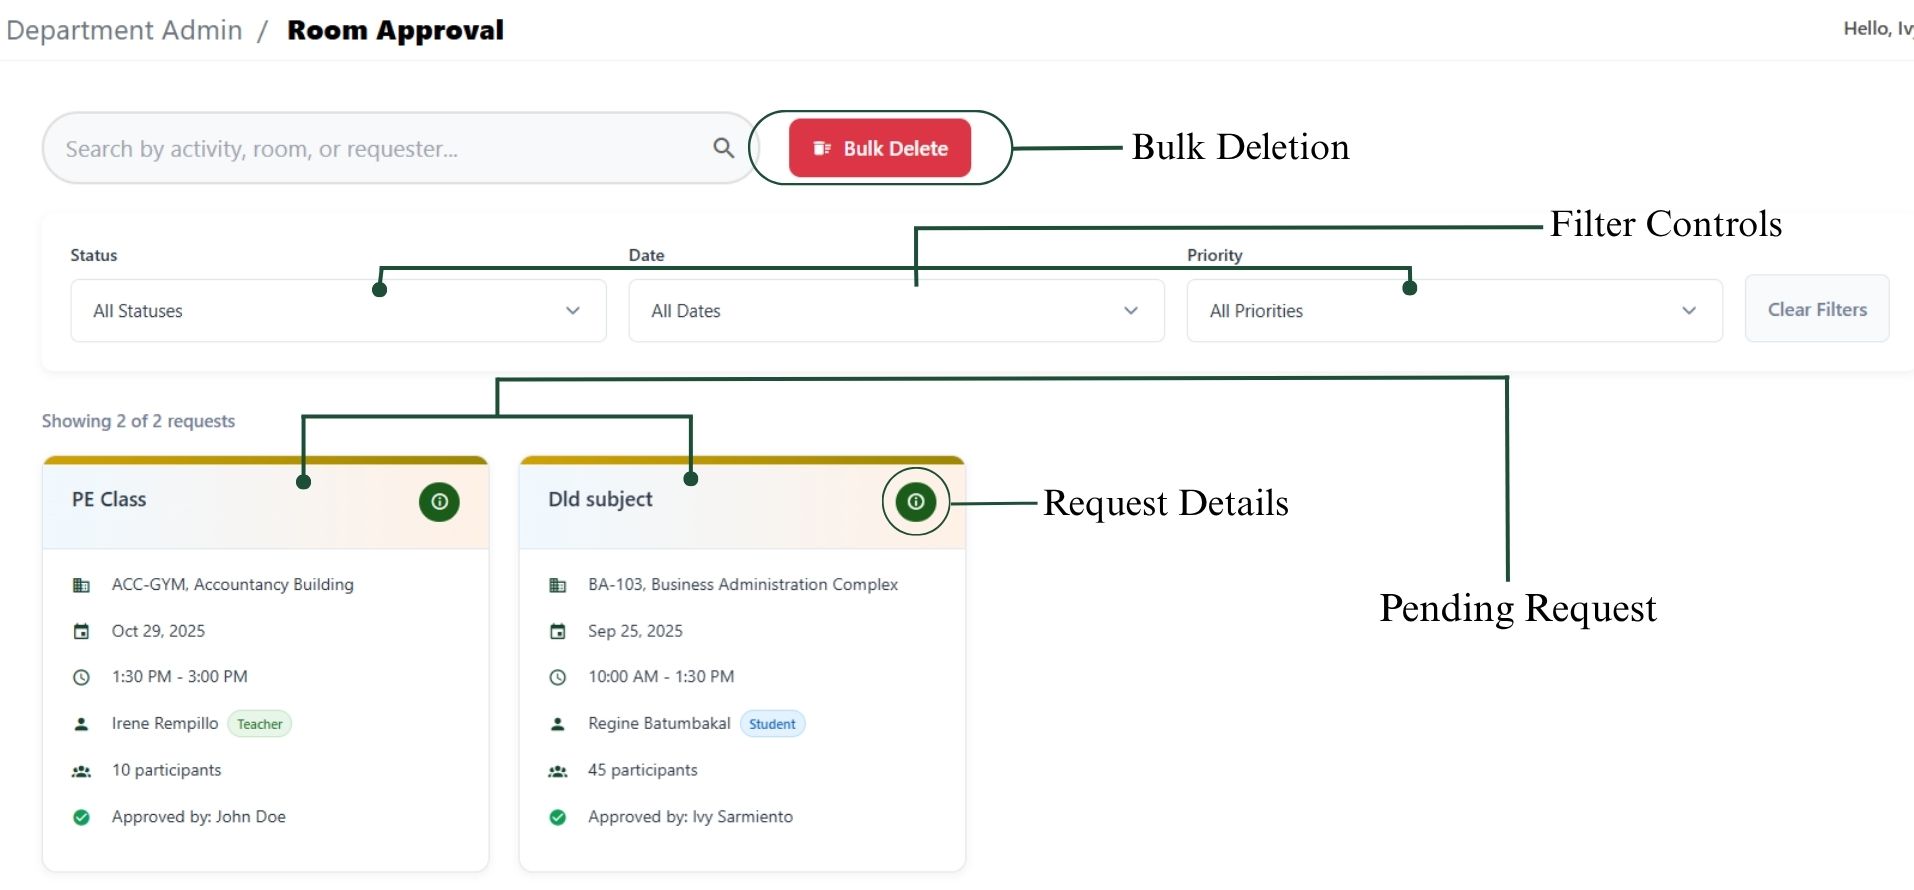 Department Admin / Room Approval
Hello, Iv
Search by activity, room, or requester...
Bulk Delete
Bulk Deletion
Filter Controls
Status
Date
Priority
All Statuses
All Dates
All Priorities
Clear Filters
Showing 2 of 2 requests
PE Class
ACC-GYM, Accountancy Building
Oct 29, 2025
1:30 PM - 3:00 PM
Irene Rempillo Teacher
10 participants
Approved by: John Doe
Dld subject
BA-103, Business Administration Complex
Sep 25, 2025
10:00 AM - 1:30 PM
Regine Batumbakal Student
45 participants
Approved by: Ivy Sarmiento
Request Details
Pending Request